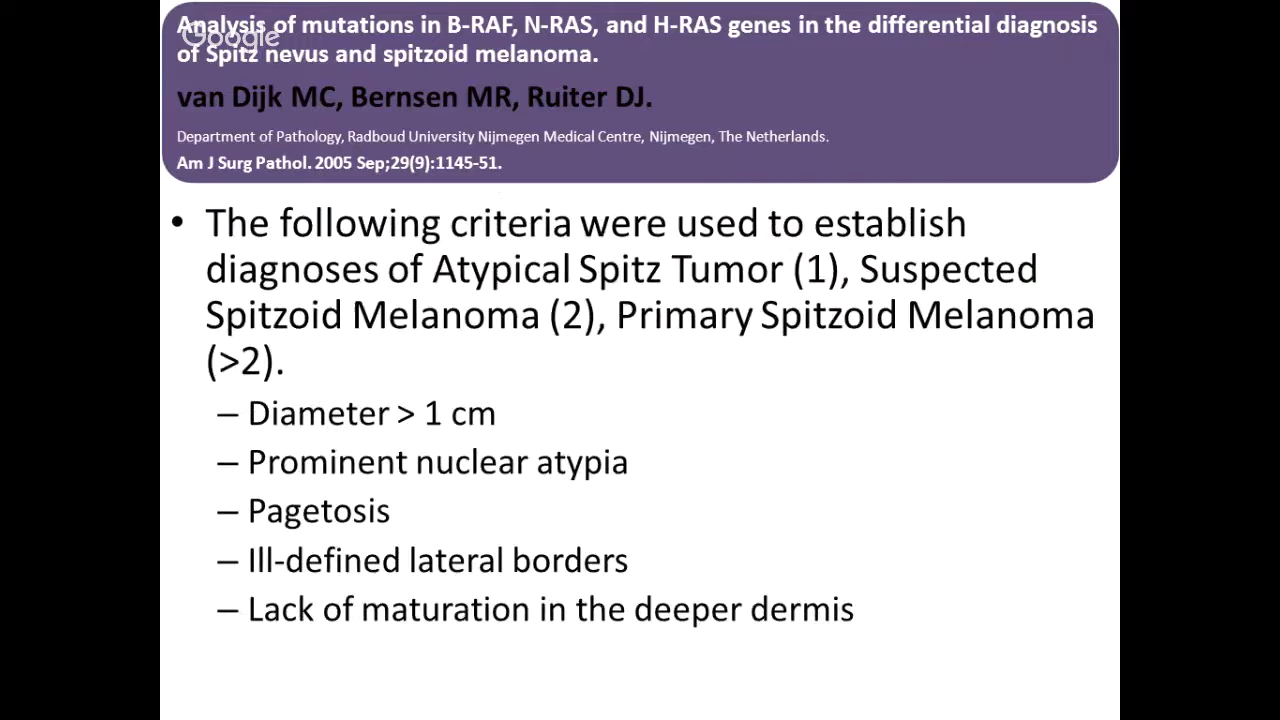 Analysis of mutations in B-RAF, N-RAS, and H-RAS genes in the differential diagnosis
Google
of Spitz nevus and spitzoid melanoma.
van Dijk MC, Bernsen MR, Ruiter DJ.
Department of Pathology, Radboud University Nijmegen Medical Centre, Nijmegen, The Netherlands.
Am J Surg Pathol. 2005 Sep;29(9):1145-51.
• The following criteria were used to establish
diagnoses of Atypical Spitz Tumor (1), Suspected
Spitzoid Melanoma (2), Primary Spitzoid Melanoma
(>2).
– Diameter > 1 cm
– Prominent nuclear atypia
– Pagetosis
– Ill-defined lateral borders
– Lack of maturation in the deeper dermis